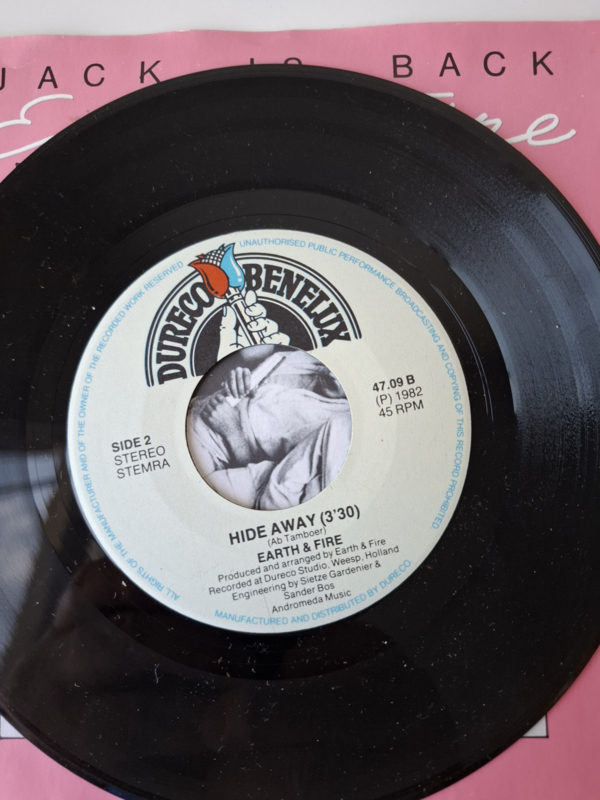 JACK IS BACK
DURECO BENELUX
UNAUTHORISED PUBLIC PERFORMANCE BROADCASTING AND COPYING OF THIS RECORD PROHIBITED
ALL RIGHTS OF THE MANUFACTURER AND OF THE OWNER OF THE RECORDED WORK RESERVED
47.09 B
(P) 1982
45 RPM
SIDE 2
STEREO
STEMRA
HIDE AWAY (3'30)
(Ab Tamboer)
EARTH & FIRE
Produced and arranged by Earth & Fire
Recorded at Dureco Studio, Weesp, Holland
Engineering by Sietze Gardenier &
Sander Bos
Andromeda Music
MANUFACTURED AND DISTRIBUTED BY DURECO